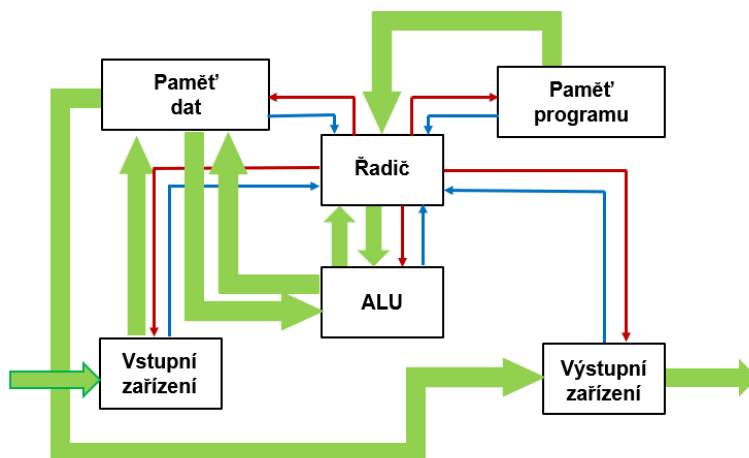 Paměť
dat
Paměť
programu
Řadič
ALU
Vstupní
zařízení
Výstupní
zařízení